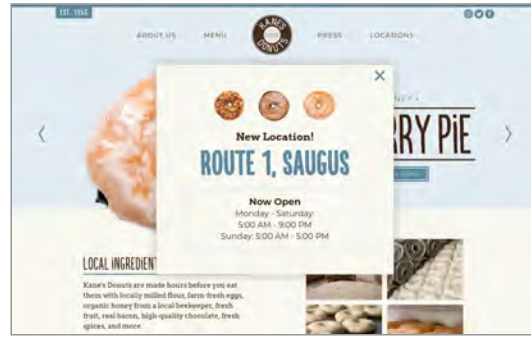 EST. 1955
ABOUT US
MENU
KANE'S
DONUTS
PRESS
LOCATIONS
New Location!
ROUTE 1, SAUGUS
RRY PiE
Now Open
Monday - Saturday:
5:00 AM - 9:00 PM
Sunday: 5:00 AM - 5:00 PM
LOCAL INGREDIENT
Kane's Donuts are made hours before you eat
them with locally milled flour, farm-fresh eggs,
organic honey from a local beekeeper, fresh
fruit, real bacon, high-quality chocolate, fresh
spices, and more.